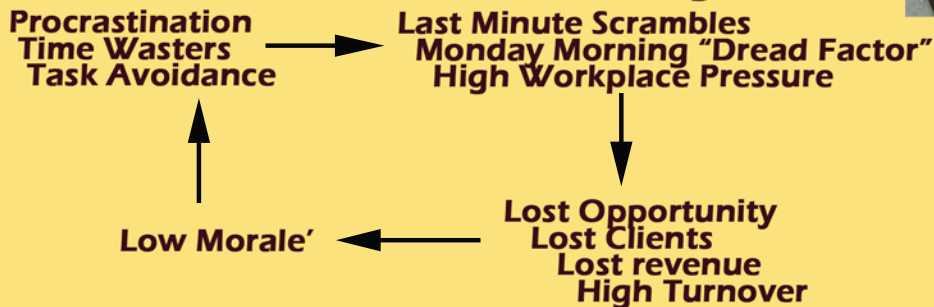 Procrastination
Time Wasters
Task Avoidance
Last Minute Scrambles
Monday Morning “Dread Factor”
High Workplace Pressure
Lost Opportunity
Lost Clients
Lost revenue
High Turnover
Low Morale’